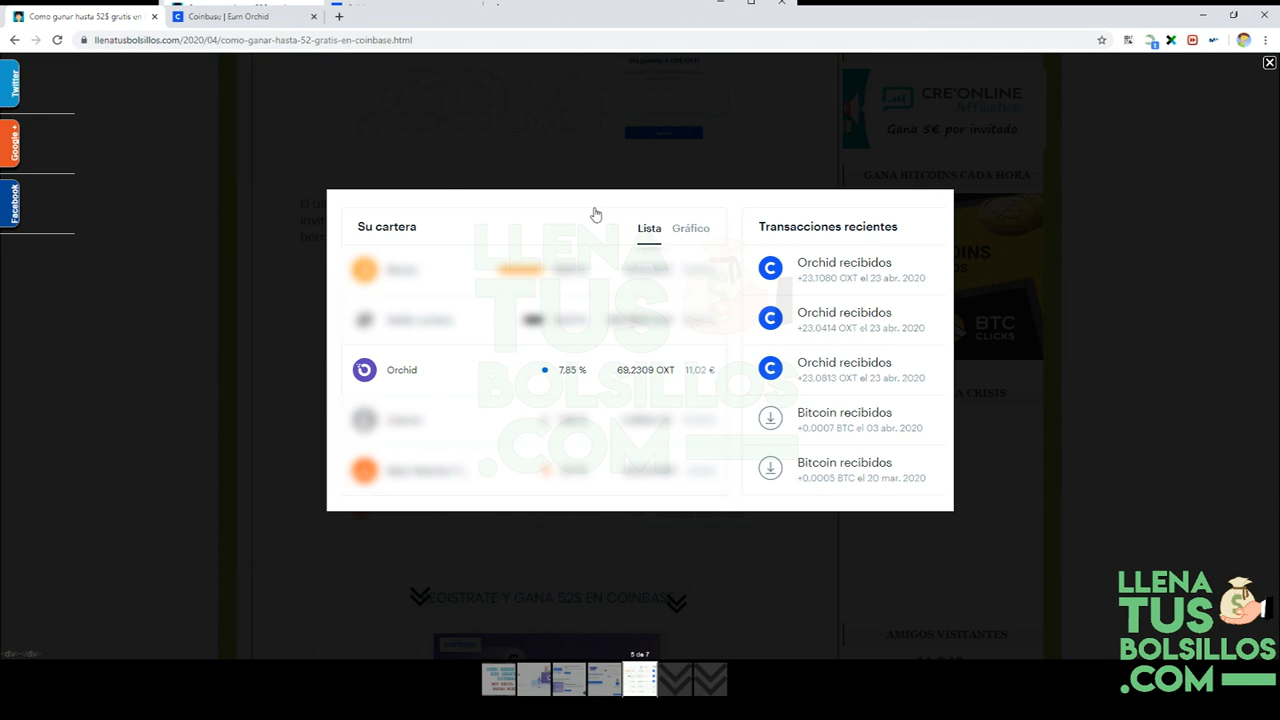 Como ganar hasta 52$ gratis en
Coinbase | Earn Orchid
llenatusbolsillos.com/2020/04/como-ganar-hasta-52-gratis-en-coinbase.html
Twitter
Google +
Facebook
CRE'ONLINE
Affiliation
Gana 5€ por invitado
GANA BITCOINS CADA HORA
BTC
CLICKS
CRISIS
AMIGOS VISITANTES
Su cartera
Lista
Gráfico
Orchid
7.85 %
69,2309 OXT
11,02 €
Transacciones recientes
Orchid recibidos
+23,1080 OXT el 23 abr. 2020
Orchid recibidos
+23,0414 OXT el 23 abr. 2020
Orchid recibidos
+23,0813 OXT el 23 abr. 2020
Bitcoin recibidos
+0,0007 BTC el 03 abr. 2020
Bitcoin recibidos
+0,0005 BTC el 20 mar. 2020
LLENA
TUS
BOLSILLOS
.COM
REGISTRATE Y GANA 52$ EN COINBASE
5 de 7
LLENA
TUS
BOLSILLOS
.COM